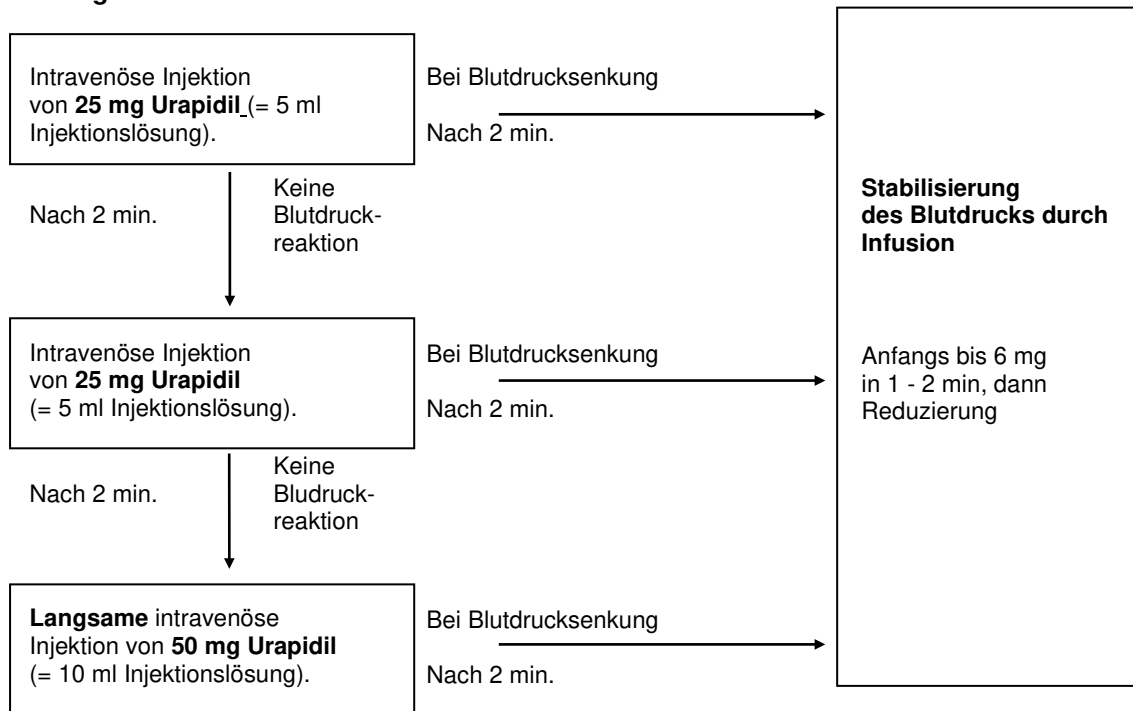 Intravenöse Injektion
von 25 mg Urapidil (= 5 ml
Injektionslösung).
Bei Blutdrucksenkung
Nach 2 min.
Nach 2 min.
Keine
Blutdruck-
reaktion
Intravenöse Injektion
von 25 mg Urapidil
(= 5 ml Injektionslösung).
Bei Blutdrucksenkung
Nach 2 min.
Nach 2 min.
Keine
Bludruck-
reaktion
Langsame intravenöse
Injektion von 50 mg Urapidil
(= 10 ml Injektionslösung).
Bei Blutdrucksenkung
Nach 2 min.
Stabilisierung
des Blutdrucks durch
Infusion
Anfangs bis 6 mg
in 1 - 2 min, dann
Reduzierung